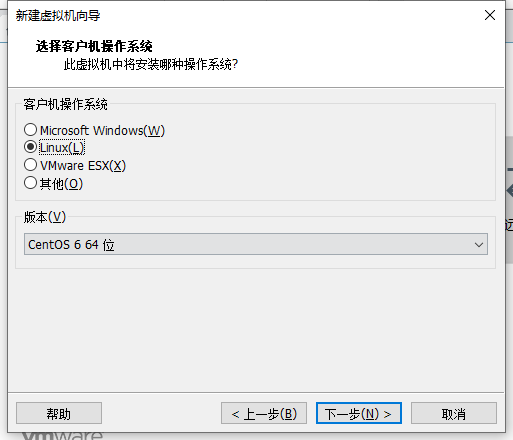 新建虚拟机向导
选择客户机操作系统
此虚拟机中将安装哪种操作系统?
客户机操作系统
Microsoft Windows(W)
Linux(L)
VMware ESX(X)
其他(O)
版本(V)
CentOS 6 64 位
帮助
< 上一步(B)
下一步(N) >
取消
vmware